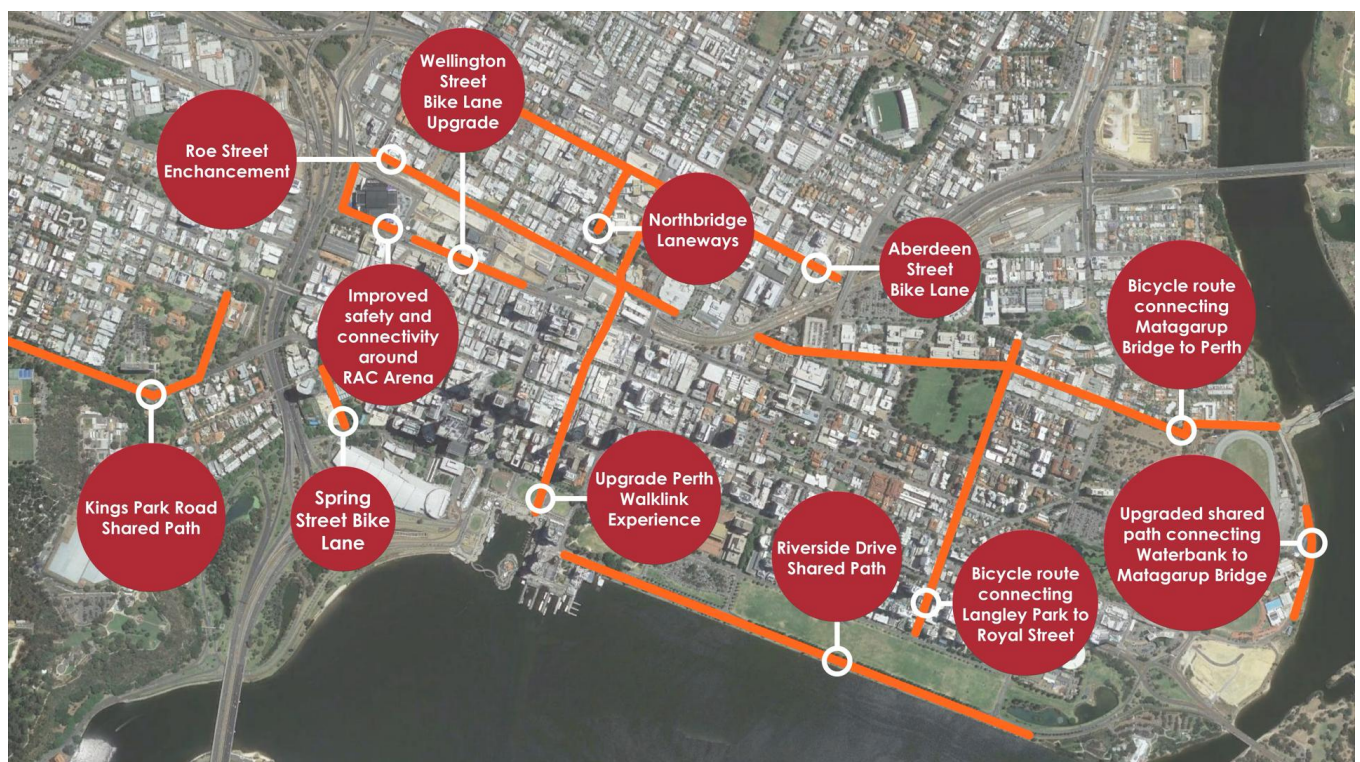 Wellington
Street
Bike Lane
Upgrade
Roe Street
Enchancement
Northbridge
Laneways
Aberdeen
Street
Bike Lane
Improved
safety and
connectivity
around
RAC Arena
Bicycle route
connecting
Matagarup
Bridge to Perth
Kings Park Road
Shared Path
Spring
Street Bike
Lane
Upgrade Perth
Walklink
Experience
Riverside Drive
Shared Path
Bicycle route
connecting
Langley Park to
Royal Street
Upgraded shared
path connecting
Waterbank to
Matagarup Bridge